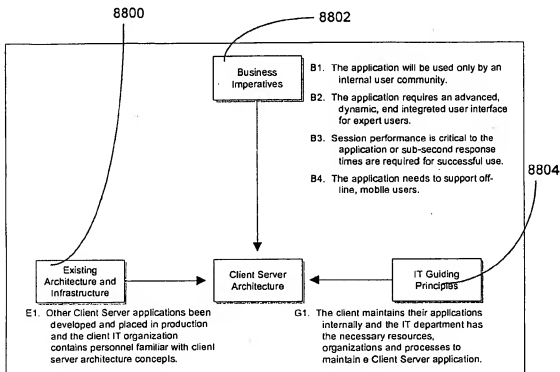 8800
8802
Business
Imperatives
B1. The application will be used only by an
internal user community.
B2. The application requires an advanced,
dynamic, end integreted user interface
for expert users.
B3. Session performance is critical to the
application or sub-second response
times are required for successful use.
B4. The application needs to support off-
line, mobile users.
8804
Existing
Architecture and
Infrastructure
Client Server
Architecture
IT Guiding
Principles
E1. Other Client Server applications been
developed and placed in production
and the client IT organization
contains personnel familiar with client
server architecture concepts.
G1. The client maintains their applications
internally and the IT department has
the necessary resources,
organizations and processes to
maintain e Client Server application.